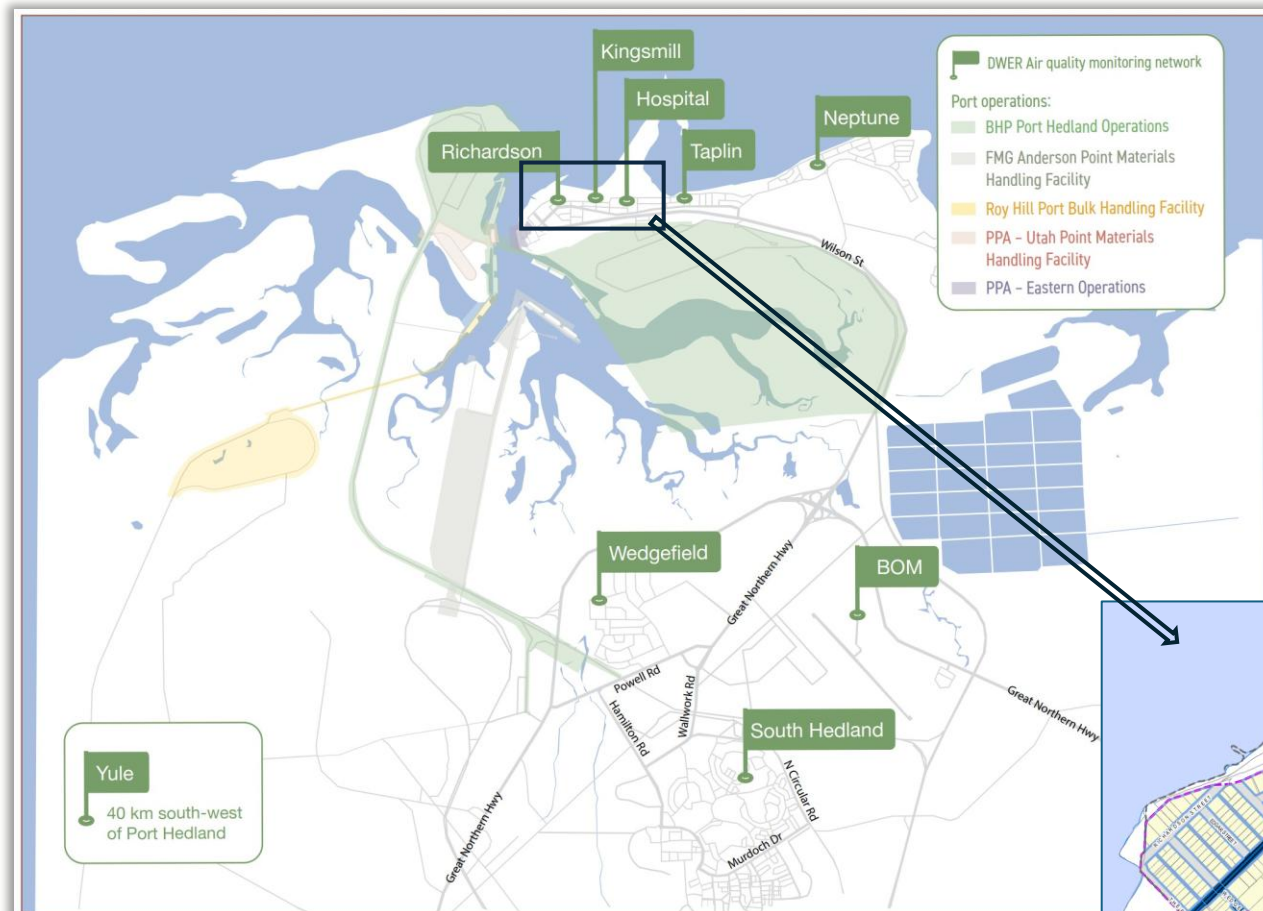 Kingsmill
Hospital
Richardson
Taplin
Neptune
DWER Air quality monitoring network
Port operations:
BHP Port Hedland Operations
FMG Anderson Point Materials
Handling Facility
Roy Hill Port Bulk Handling Facility
PPA – Utah Point Materials
Handling Facility
PPA – Eastern Operations
Wilson St
Wedgefield
Great Northern Hwy
BOM
Powell Rd
Wallwork Rd
Hamilton Rd
Great Northern Hwy
South Hedland
N Circular Rd
Great Northern Hwy
Murdoch Dr
Yule
40 km south-west
of Port Hedland
RICHARDSON STREET